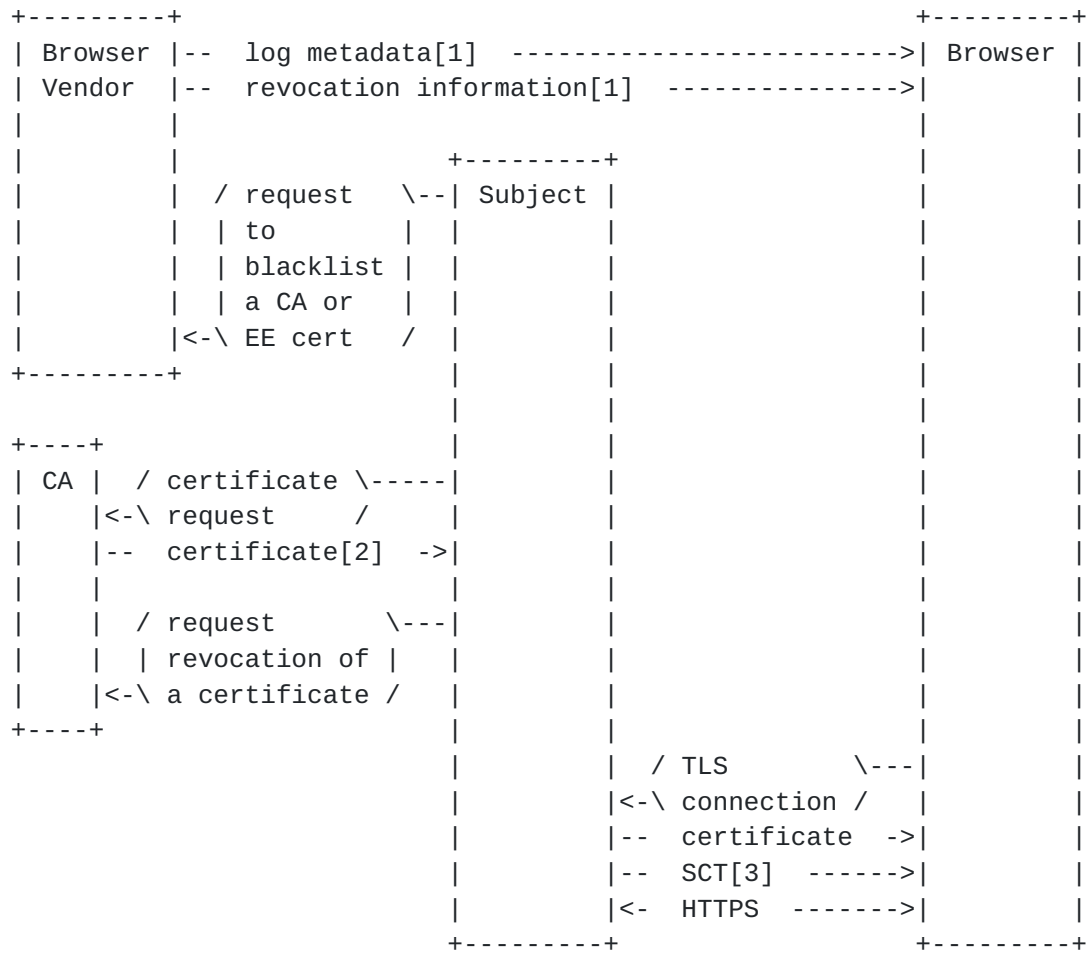 +---------+                                               +---------+
| Browser |--  log metadata[1]  ------------------------->| Browser |
| Vendor  |--  revocation information[1]  --------------->|         |
|         |                                               |         |
|         |                 +---------+                   |         |
|         |  / request   \--| Subject |                   |         |
|         |  | to        |  |         |                   |         |
|         |  | blacklist |  |         |                   |         |
|         |  | a CA or   |  |         |                   |         |
|         |<-\ EE cert   /  |         |                   |         |
+---------+                 |         |                   |         |
                            |         |                   |         |
+----+                      |         |                   |         |
| CA |  / certificate \-----|         |                   |         |
|    |<-\ request     /     |         |                   |         |
|    |--  certificate[2]  ->|         |                   |         |
|    |                      |         |                   |         |
|    |  / request       \---|         |                   |         |
|    |  | revocation of |   |         |                   |         |
|    |<-\ a certificate /   |         |                   |         |
+----+                      |         |                   |         |
                            |         |  / TLS        \---|         |
                            |         |<-\ connection /   |         |
                            |         |--  certificate  ->|         |
                            |         |--  SCT[3]  ------>|         |
                            |         |<-  HTTPS  ------->|         |
                            +---------+                   +---------+